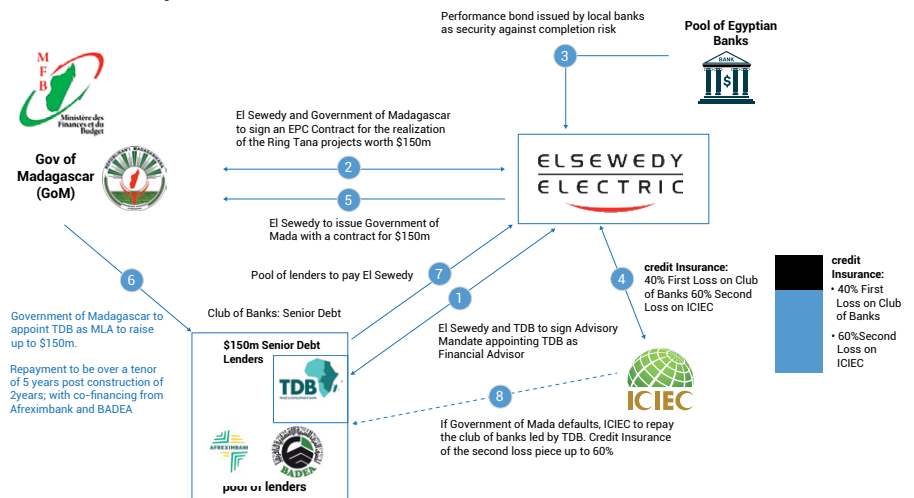 Performance bond issued by local banks
as security against completion risk
Pool of Egyptian
Banks
3
BANK
$
M
F
B
Ministère des
Finances et du
Budget
Gov of
Madagascar
(GoM)
El Sewedy and Government of Madagascar
to sign an EPC Contract for the realization
of the Ring Tana projects worth $150m
2
5
El Sewedy to issue Government of
Mada with a contract for $150m
ELSEWEDY
ELECTRIC
6
Pool of lenders to pay El Sewedy
7
1
4
credit Insurance:
40% First Loss on Club
of Banks 60% Second
Loss on ICIEC
credit
Insurance:
• 40% First
Loss on Club
of Banks
• 60%Second
Loss on
ICIEC
Government of Madagascar to
appoint TDB as MLA to raise
up to $150m.
Repayment to be over a tenor
of 5 years post construction of
2years; with co-financing from
Afreximbank and BADEA
Club of Banks: Senior Debt
$150m Senior Debt
Lenders
TDB
El Sewedy and TDB to sign Advisory
Mandate appointing TDB as
Financial Advisor
ICIEC
8
If Government of Mada defaults, ICIEC to repay
the club of banks led by TDB. Credit Insurance
of the second loss piece up to 60%
AFREXIMBANK
BADEA
pool of lenders